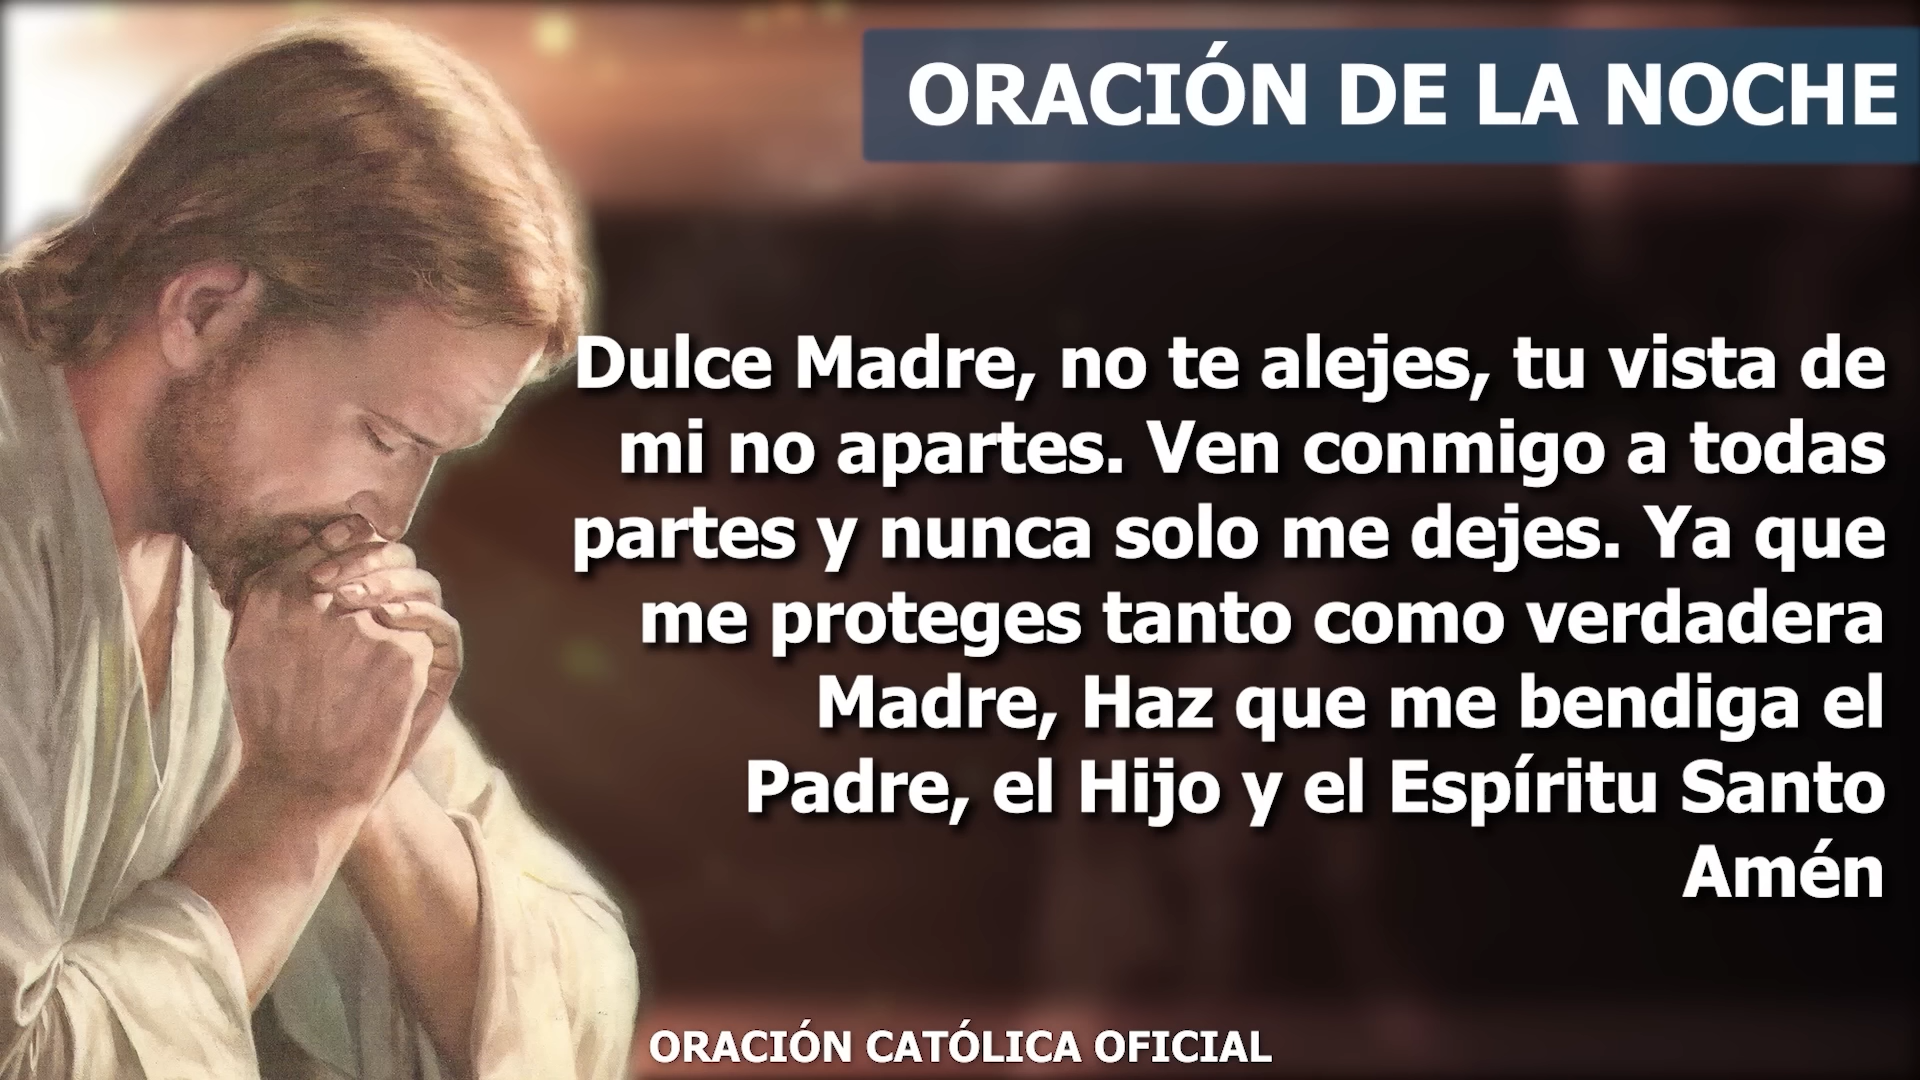 ORACIÓN DE LA NOCHE
Dulce Madre, no te alejes, tu vista de
mi no apartes. Ven conmigo a todas
partes y nunca solo me dejes. Ya que
me proteges tanto como verdadera
Madre, Haz que me bendiga el
Padre, el Hijo y el Espíritu Santo
Amén
ORACIÓN CATÓLICA OFICIAL